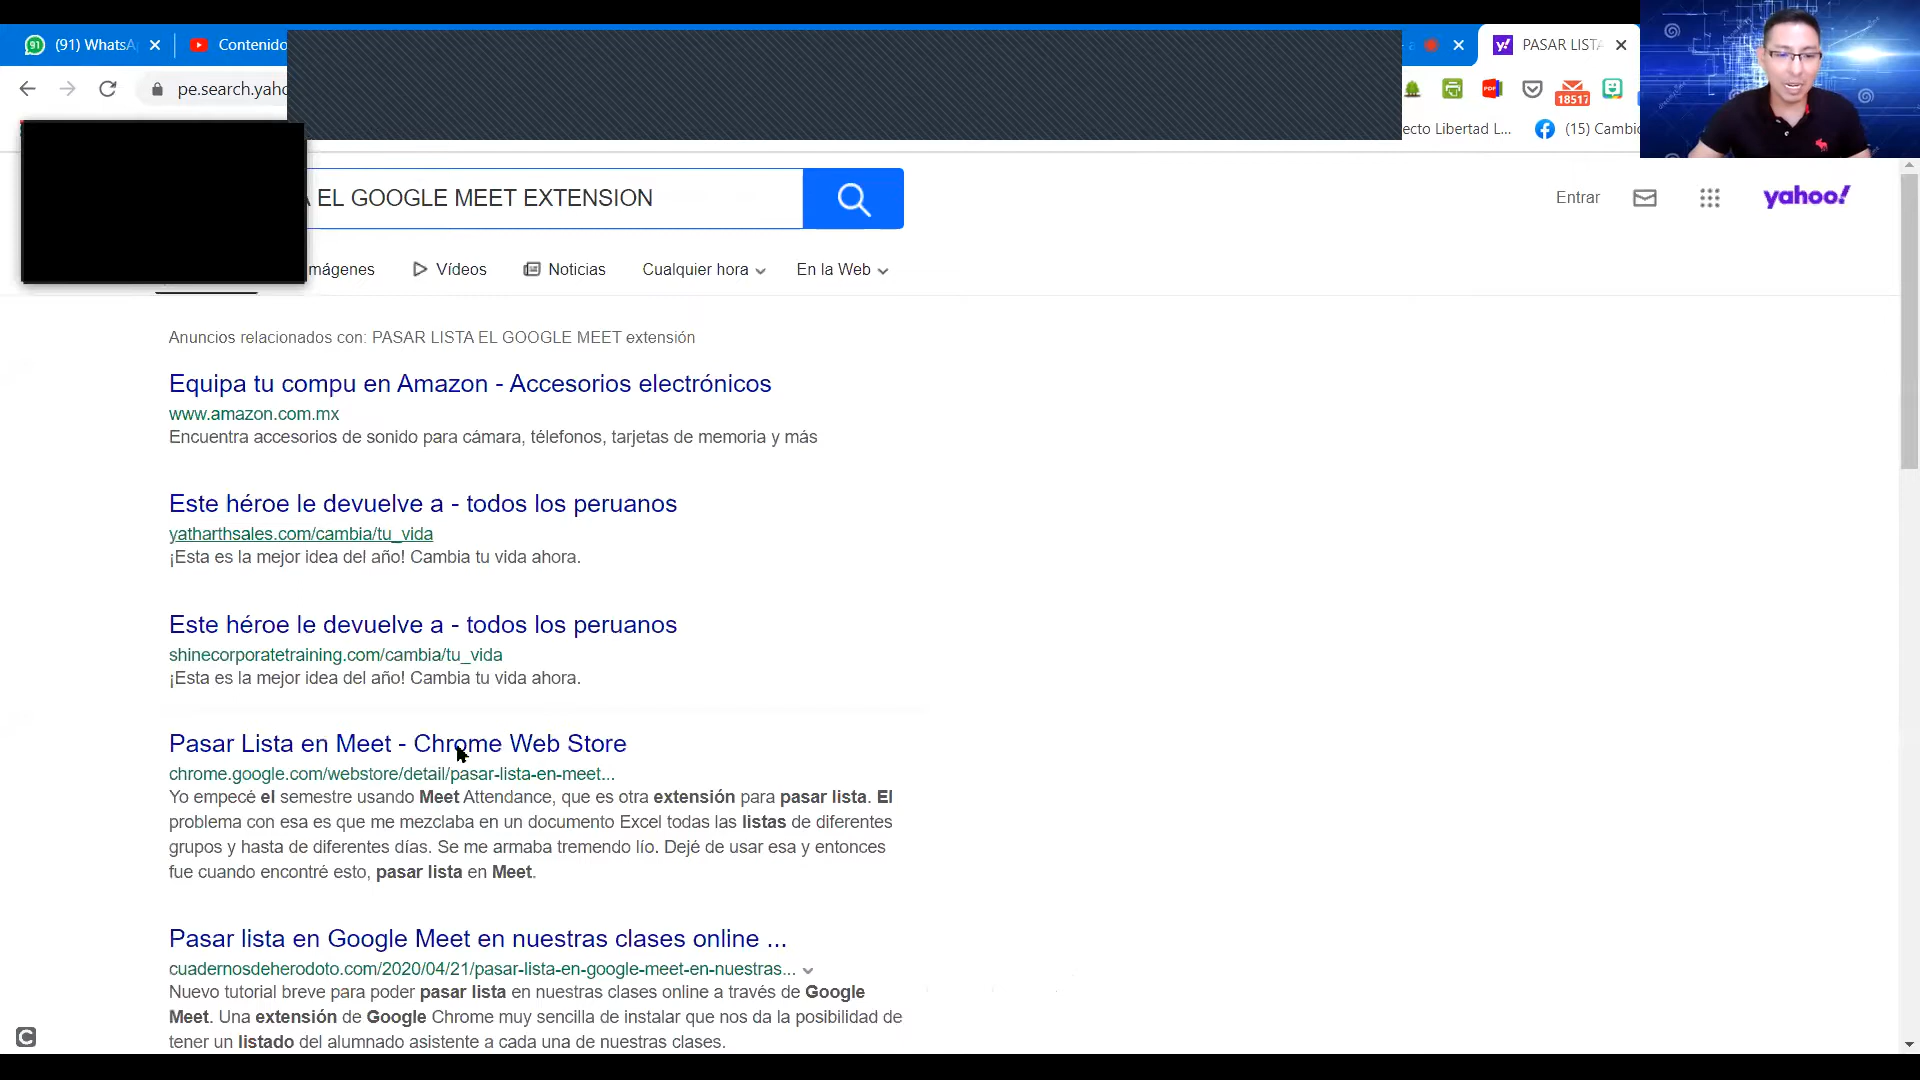 (91) WhatsA
Contenido
PASAR LISTA
pe.search.yaho
PDF
18517
ecto Libertad L...
(15) Cambio
EL GOOGLE MEET EXTENSION
Entrar
yahoo!
mágenes
Vídeos
Noticias
Cualquier hora
En la Web
Anuncios relacionados con: PASAR LISTA EL GOOGLE MEET extensión
Equipa tu compu en Amazon - Accesorios electrónicos
www.amazon.com.mx
Encuentra accesorios de sonido para cámara, télefonos, tarjetas de memoria y más
Este héroe le devuelve a - todos los peruanos
yatharthsales.com/cambia/tu_vida
¡Esta es la mejor idea del año! Cambia tu vida ahora.
Este héroe le devuelve a - todos los peruanos
shinecorporatetraining.com/cambia/tu_vida
¡Esta es la mejor idea del año! Cambia tu vida ahora.
Pasar Lista en Meet - Chrome Web Store
chrome.google.com/webstore/detail/pasar-lista-en-meet...
Yo empecé el semestre usando Meet Attendance, que es otra extensión para pasar lista. El
problema con esa es que me mezclaba en un documento Excel todas las listas de diferentes
grupos y hasta de diferentes días. Se me armaba tremendo lío. Dejé de usar esa y entonces
fue cuando encontré esto, pasar lista en Meet.
Pasar lista en Google Meet en nuestras clases online ...
cuadernosdeherodoto.com/2020/04/21/pasar-lista-en-google-meet-en-nuestras...
Nuevo tutorial breve para poder pasar lista en nuestras clases online a través de Google
Meet. Una extensión de Google Chrome muy sencilla de instalar que nos da la posibilidad de
tener un listado del alumnado asistente a cada una de nuestras clases.